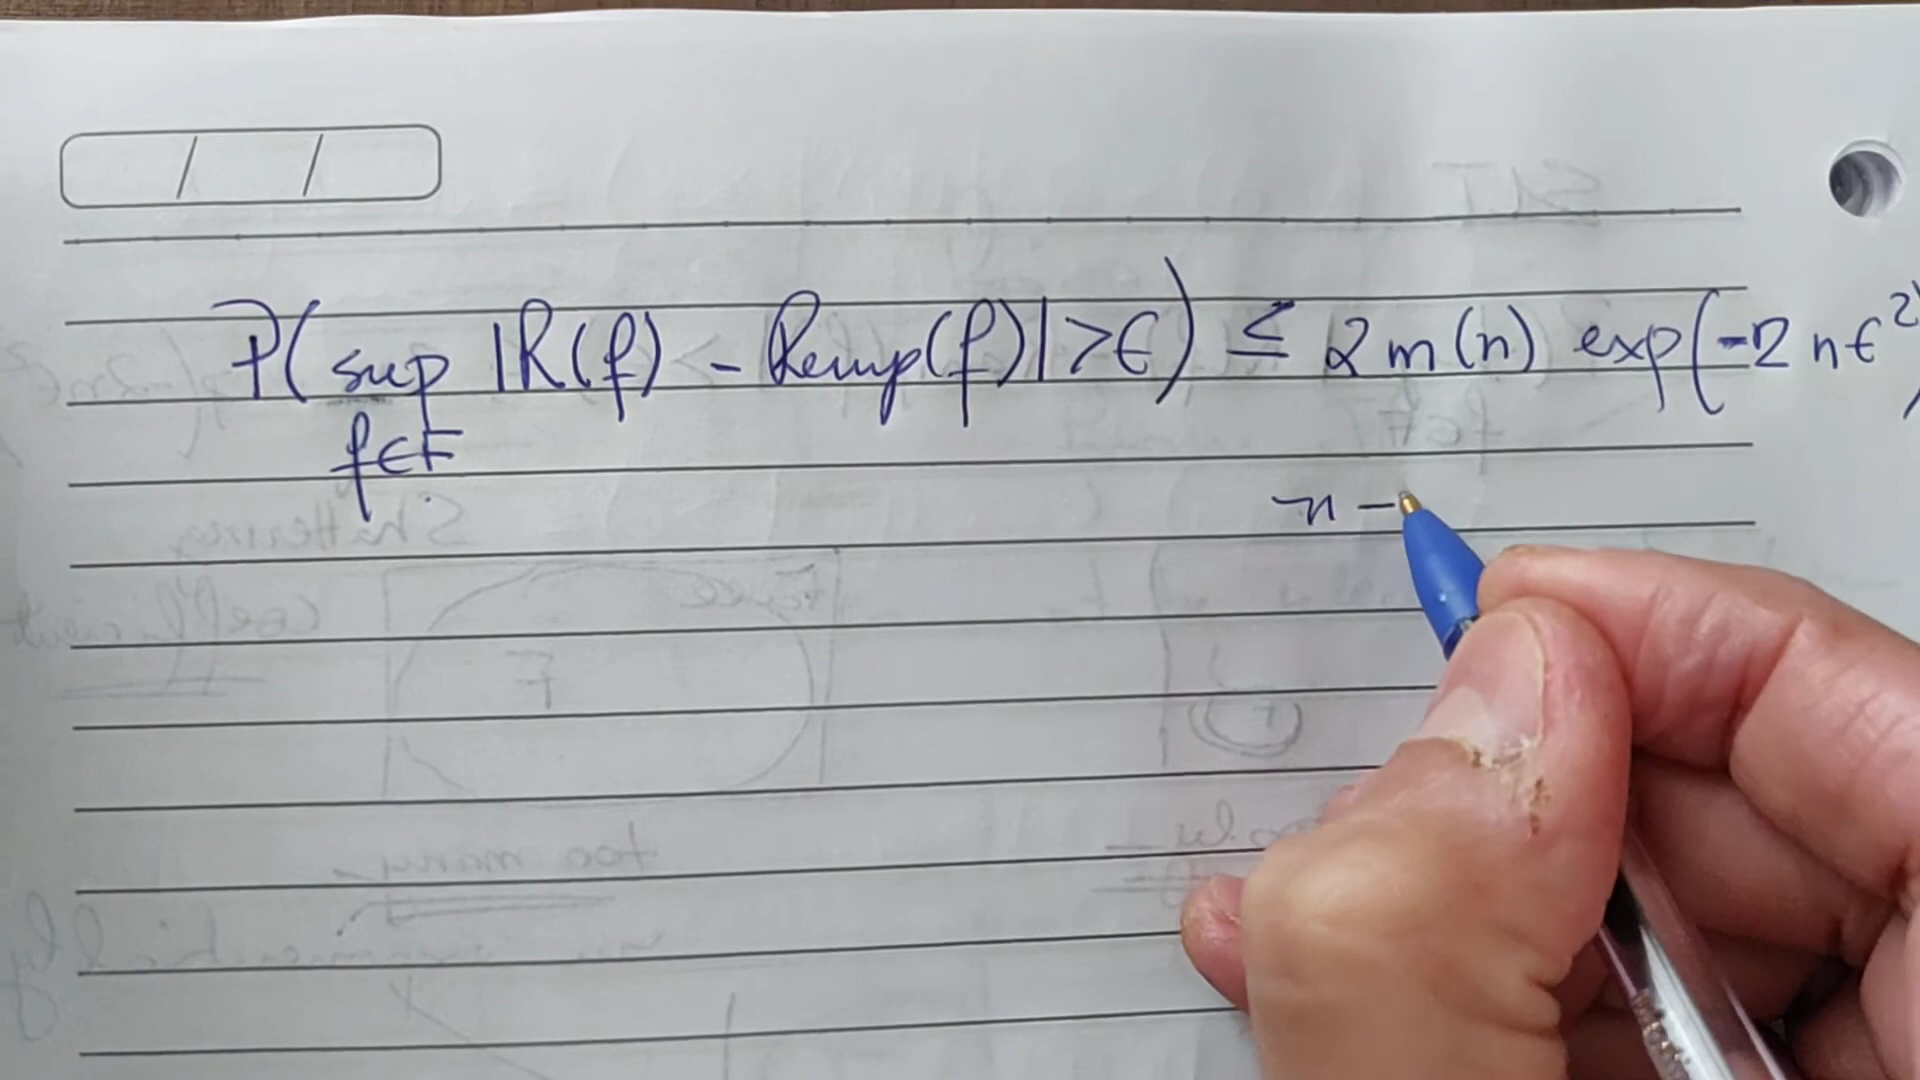 P( sup |R(f) - Remp(f)| > ϵ) ≤ 2 m(n) exp(-2 n ϵ²)
f ∈ F
n -